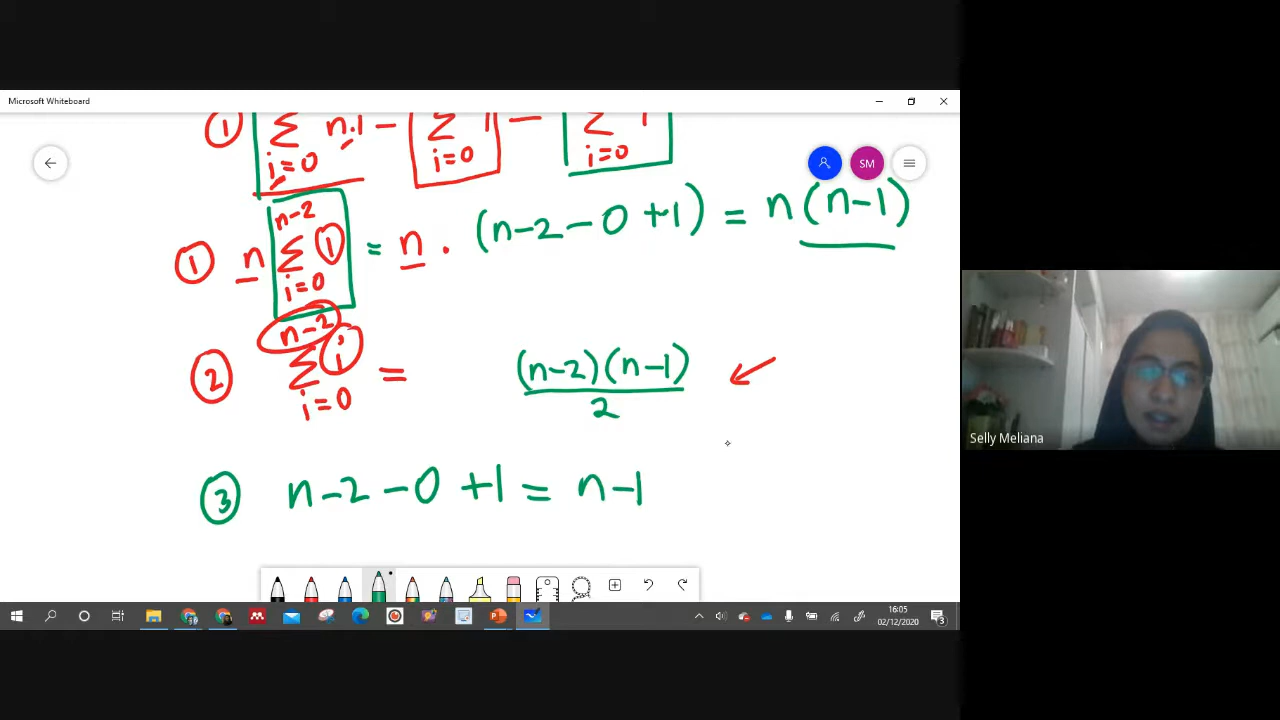 Microsoft Whiteboard
SM
① Σ n.1 - Σ - Σ
i=0 i=0 i=0
① n Σ 1 = n . (n-2-0+1) = n(n-1)
n-2
i=0
n-2
② Σ i = (n-2)(n-1)
i=0 2
③ n-2-0+1 = n-1
Selly Meliana
16:05
02/12/2020
3